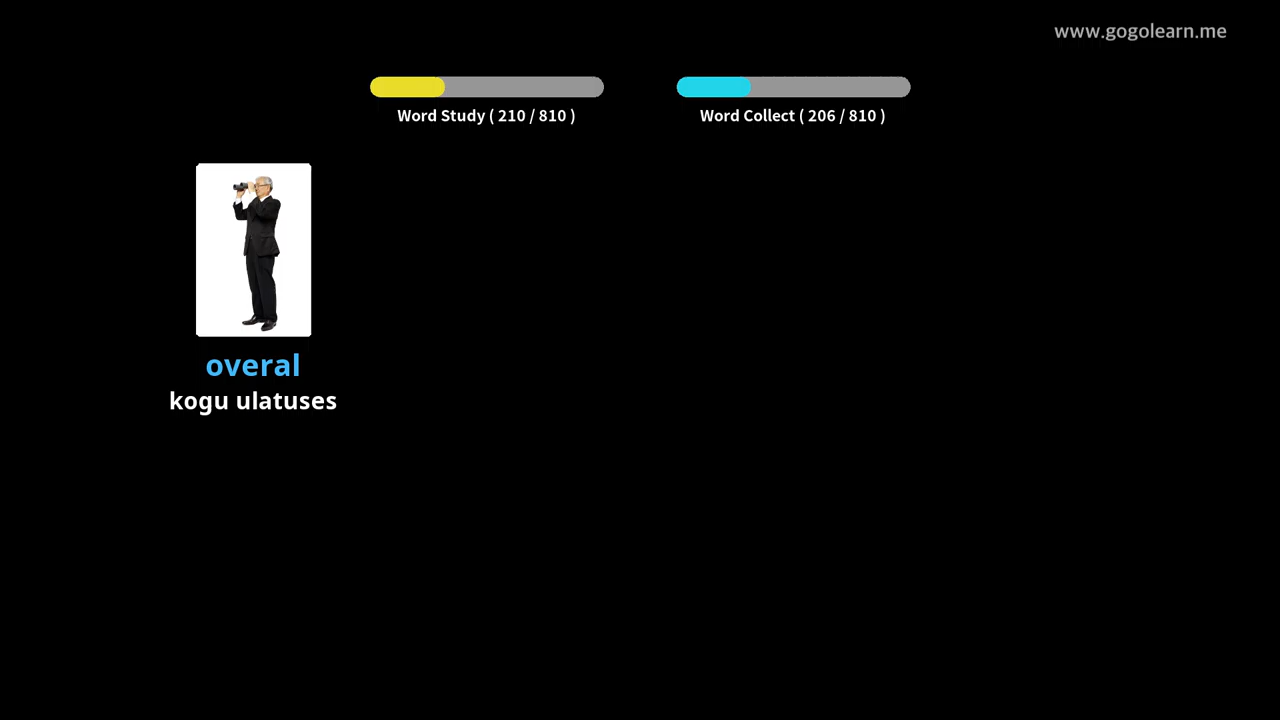 www.gogolearn.me
Word Study ( 210 / 810 )
Word Collect ( 206 / 810 )
overal
kogu ulatuses